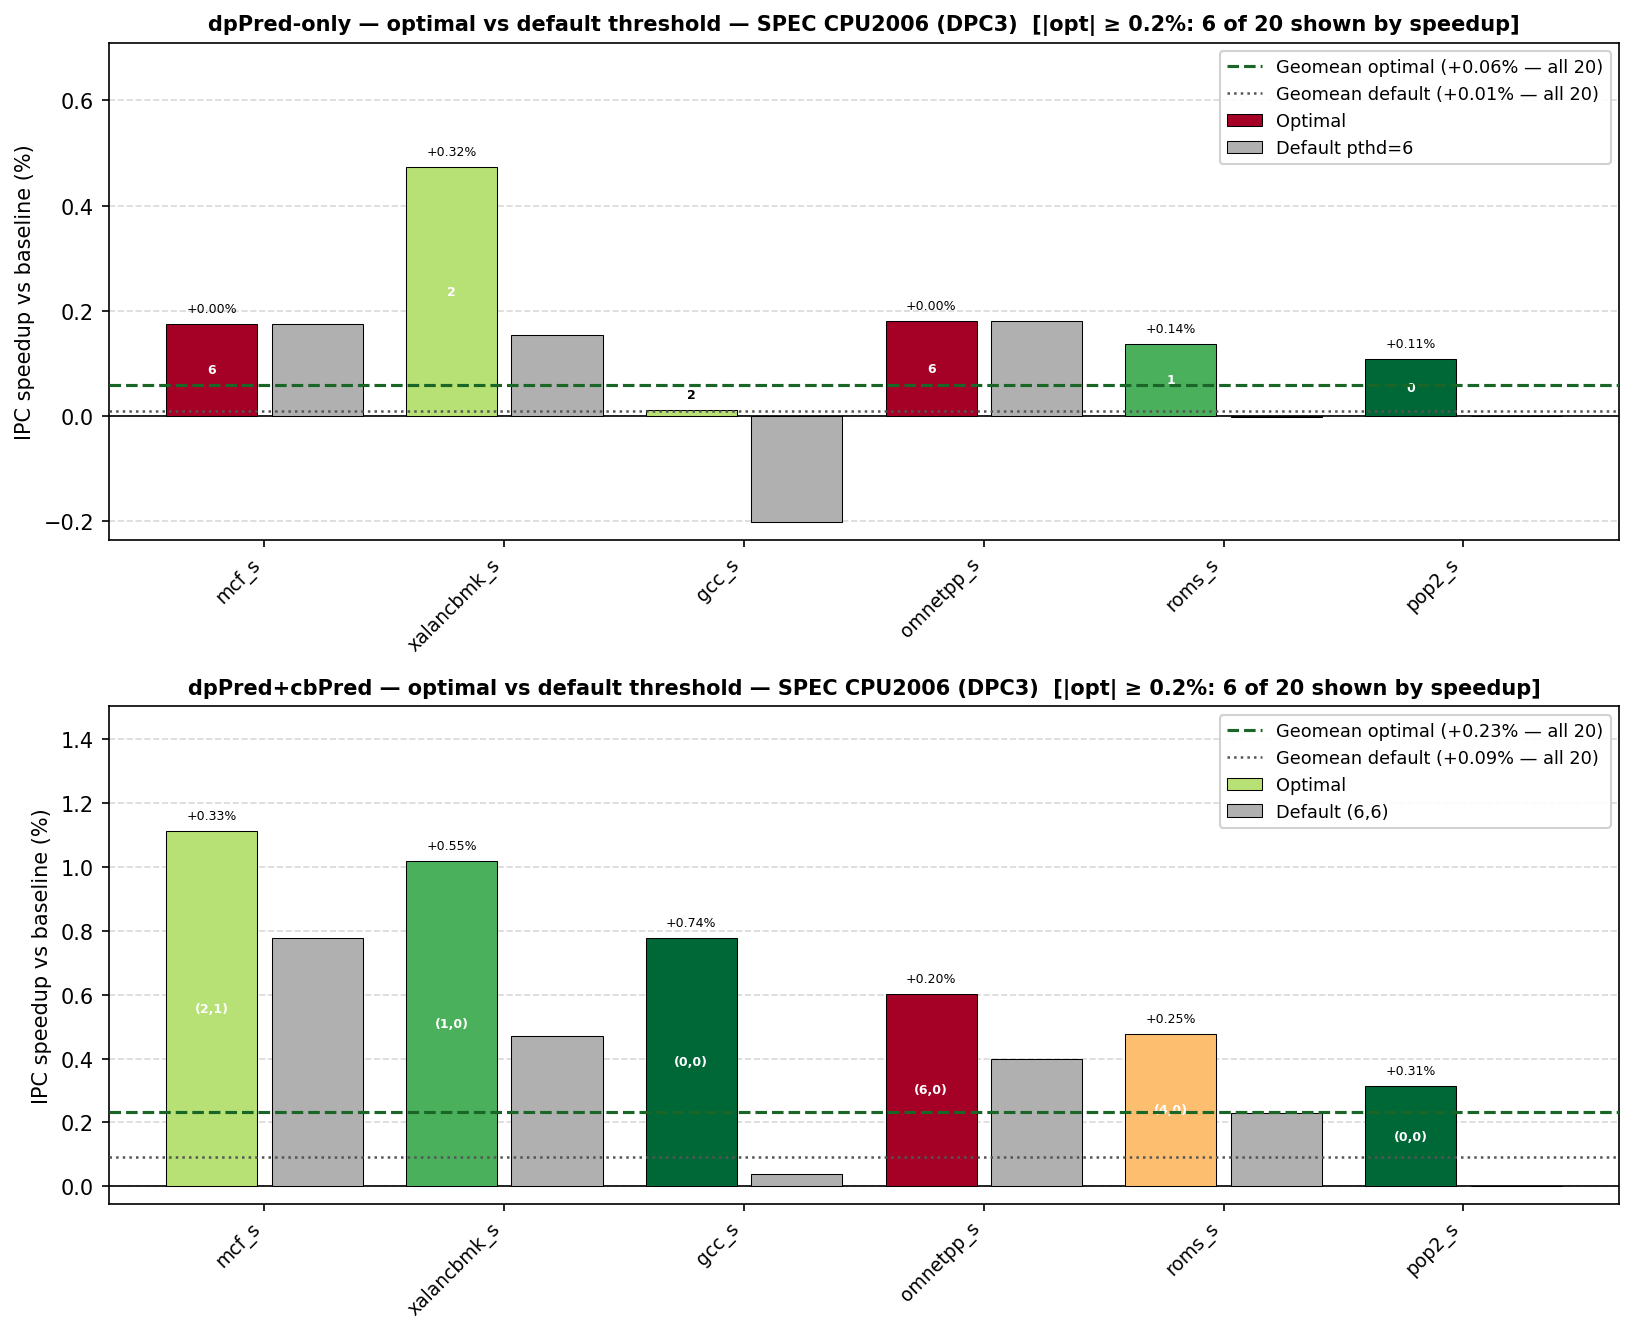 dpPred-only — optimal vs default threshold — SPEC CPU2006 (DPC3)  [|opt| ≥ 0.2%: 6 of 20 shown by speedup]
IPC speedup vs baseline (%)
0.6
0.4
0.2
0.0
−0.2
Geomean optimal (+0.06% — all 20)
Geomean default (+0.01% — all 20)
Optimal
Default pthd=6
+0.00%
+0.32%
2
+0.00%
+0.14%
+0.11%
6
2
6
1
0
mcf_s
xalancbmk_s
gcc_s
omnetpp_s
roms_s
pop2_s
dpPred+cbPred — optimal vs default threshold — SPEC CPU2006 (DPC3)  [|opt| ≥ 0.2%: 6 of 20 shown by speedup]
IPC speedup vs baseline (%)
1.4
1.2
1.0
0.8
0.6
0.4
0.2
0.0
Geomean optimal (+0.23% — all 20)
Geomean default (+0.09% — all 20)
Optimal
Default (6,6)
+0.33%
+0.55%
+0.74%
+0.20%
+0.25%
+0.31%
(2,1)
(1,0)
(0,0)
(6,0)
(4,0)
(0,0)
mcf_s
xalancbmk_s
gcc_s
omnetpp_s
roms_s
pop2_s